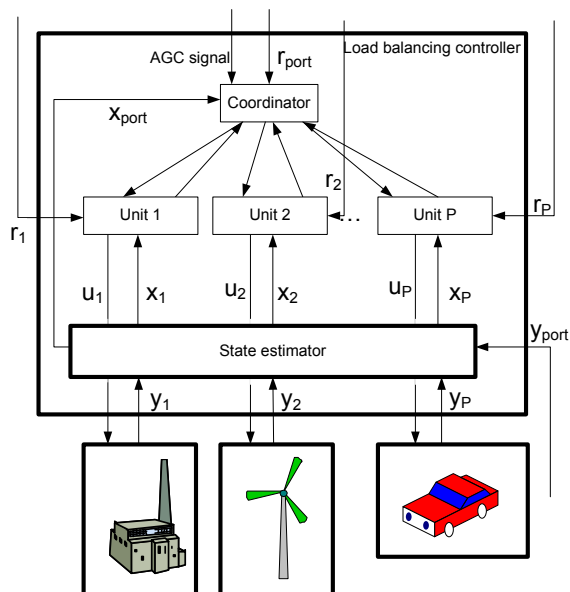 AGC signal
r_port
Load balancing controller
x_port
Coordinator
r_2
r_1
Unit 1
Unit 2
...
Unit P
r_P
u_1
x_1
u_2
x_2
u_P
x_P
y_port
State estimator
y_1
y_2
y_P